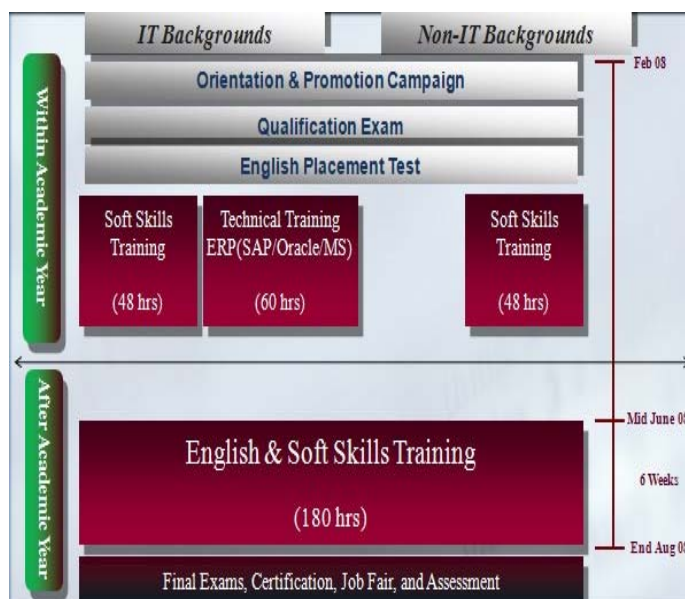 IT Backgrounds
Non-IT Backgrounds
Within Academic Year
Orientation & Promotion Campaign
Feb 08
Qualification Exam
English Placement Test
Soft Skills
Training
(48 hrs)
Technical Training
ERP(SAP/Oracle/MS)
(60 hrs)
Soft Skills
Training
(48 hrs)
After Academic Year
Mid June 08
English & Soft Skills Training
(180 hrs)
6 Weeks
End Aug 08
Final Exams, Certification, Job Fair, and Assessment